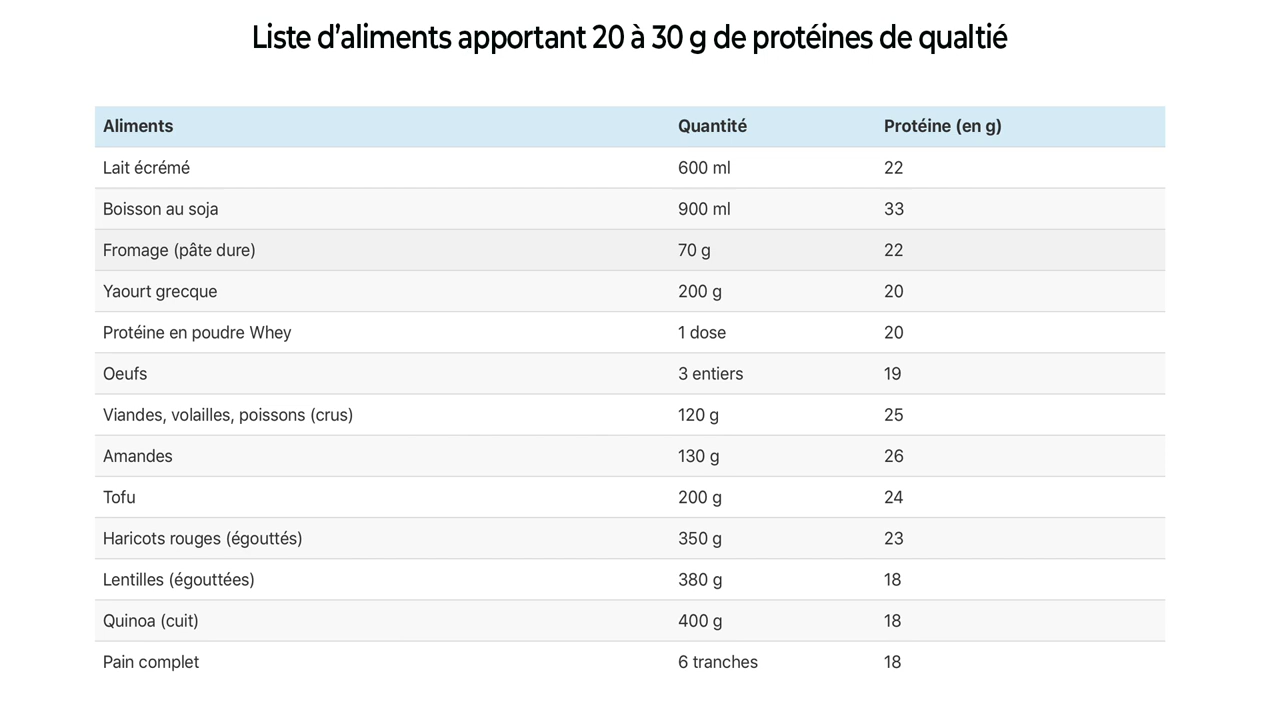 Liste d’aliments apportant 20 à 30 g de protéines de qualtié
Aliments Quantité Protéine (en g)
Lait écrémé 600 ml 22
Boisson au soja 900 ml 33
Fromage (pâte dure) 70 g 22
Yaourt grecque 200 g 20
Protéine en poudre Whey 1 dose 20
Oeufs 3 entiers 19
Viandes, volailles, poissons (crus) 120 g 25
Amandes 130 g 26
Tofu 200 g 24
Haricots rouges (égouttés) 350 g 23
Lentilles (égouttées) 380 g 18
Quinoa (cuit) 400 g 18
Pain complet 6 tranches 18